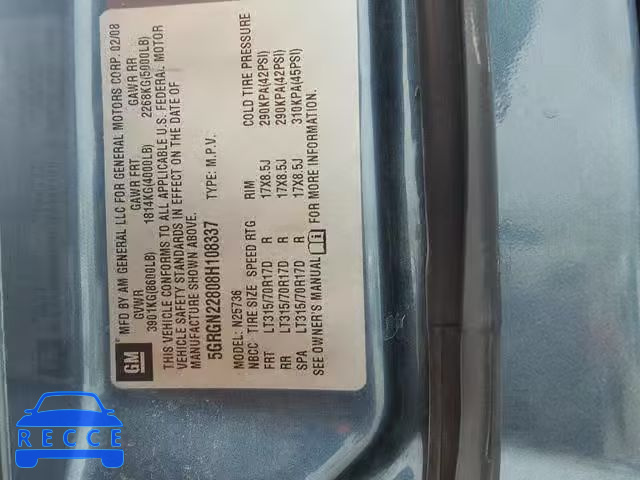 MFD BY AM GENERAL LLC FOR GENERAL MOTORS CORP. 02/08
GVWR GAWR FRT GAWR RR
3901KG(8600LB) 1814KG(4000LB) 2268KG(5000LB)
THIS VEHICLE CONFORMS TO ALL APPLICABLE U.S. FEDERAL MOTOR
VEHICLE SAFETY STANDARDS IN EFFECT ON THE DATE OF
MANUFACTURE SHOWN ABOVE.
GM
5GRGN22808H108337 TYPE: M.P.V.
MODEL: N25736
NBCC TIRE SIZE SPEED RTG RIM COLD TIRE PRESSURE
FRT LT315/70R17D R 17X8.5J 290KPA(42PSI)
RR LT315/70R17D R 17X8.5J 290KPA(42PSI)
SPA LT315/70R17D R 17X8.5J 310KPA(45PSI)
SEE OWNER'S MANUAL FOR MORE INFORMATION.
RECCE